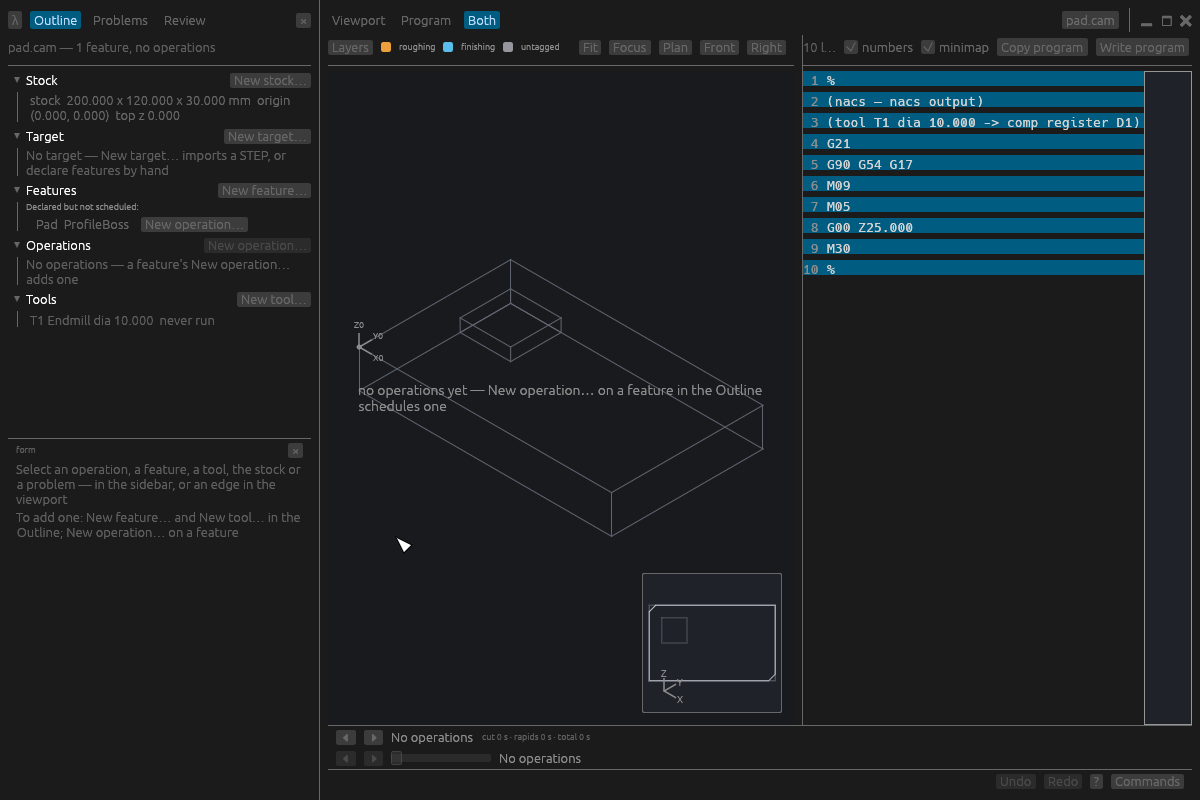 λ Outline Problems Review ×
pad.cam — 1 feature, no operations
▼ Stock New stock…
stock 200.000 x 120.000 x 30.000 mm origin
(0.000, 0.000) top z 0.000
▼ Target New target…
No target — New target… imports a STEP, or
declare features by hand
▼ Features New feature…
Declared but not scheduled:
Pad ProfileBoss New operation…
▼ Operations New operation…
No operations — a feature's New operation…
adds one
▼ Tools New tool…
T1 Endmill dia 10.000 never run
form ×
Select an operation, a feature, a tool, the stock or
a problem — in the sidebar, or an edge in the
viewport
To add one: New feature… and New tool… in the
Outline; New operation… on a feature
Viewport Program Both pad.cam
Layers roughing finishing untagged Fit Focus Plan Front Right
Z0
Y0
X0
no operations yet — New operation… on a feature in the Outline
schedules one
Z
Y
X
10 l… numbers minimap Copy program Write program
1 %
2 (nacs — nacs output)
3 (tool T1 dia 10.000 -> comp register D1)
4 G21
5 G90 G54 G17
6 M09
7 M05
8 G00 Z25.000
9 M30
10 %
No operations cut 0 s · rapids 0 s · total 0 s
No operations
Undo Redo ? Commands